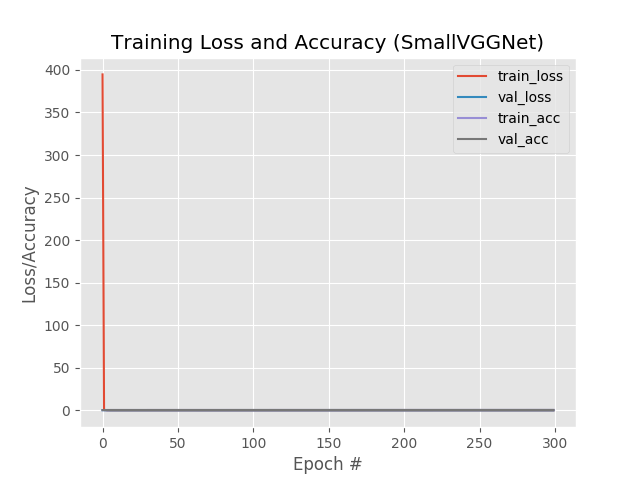 Training Loss and Accuracy (SmallVGGNet)
train_loss
val_loss
train_acc
val_acc
Loss/Accuracy
400
350
300
250
200
150
100
50
0
0 50 100 150 200 250 300
Epoch #